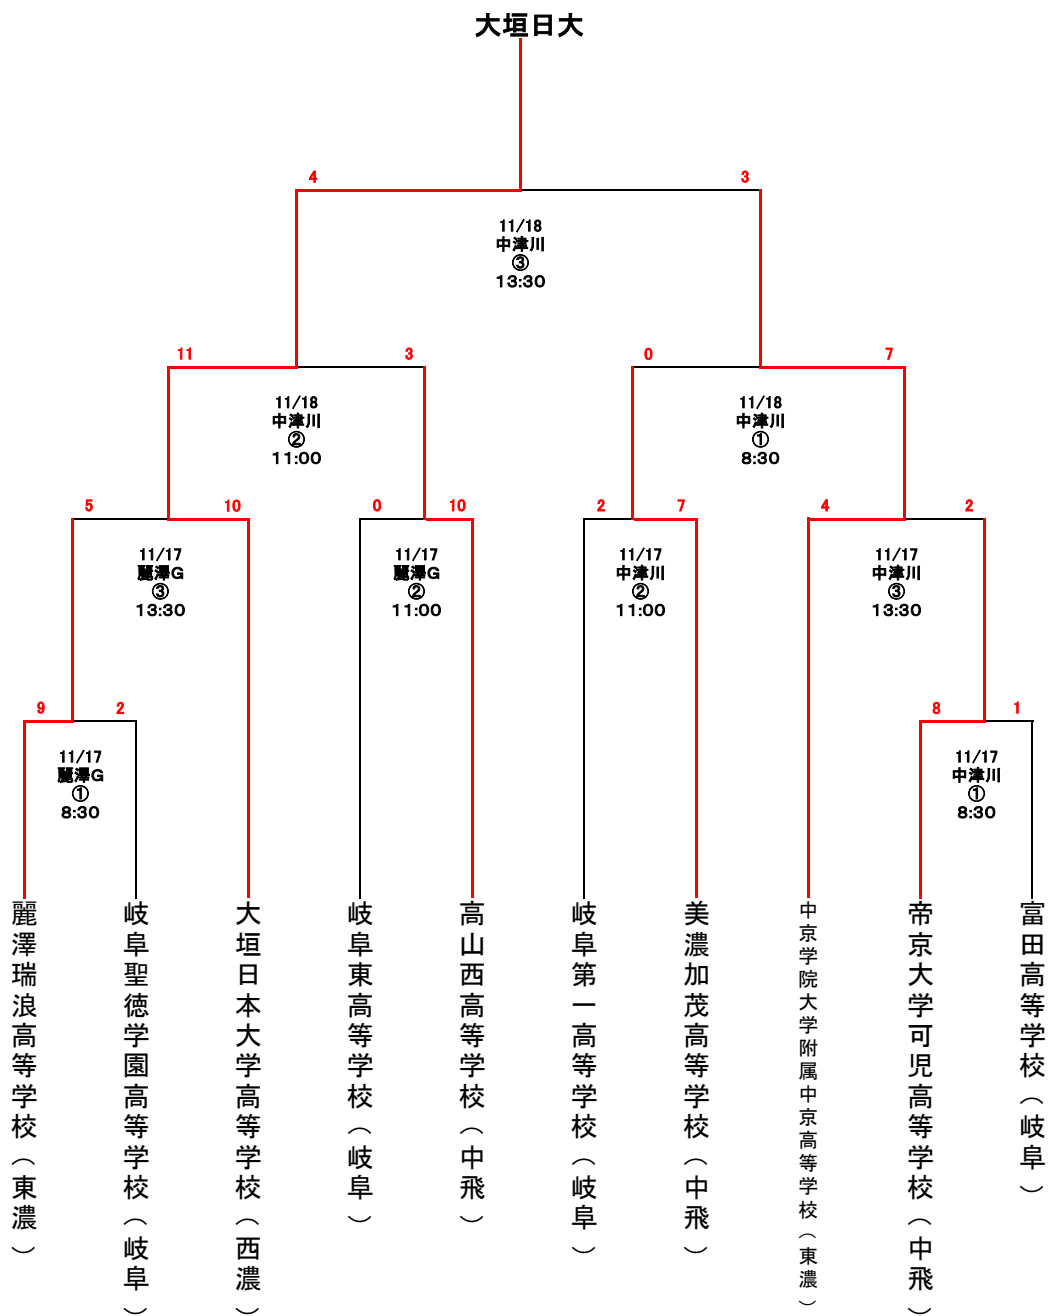 大垣日大
4
3
11/18
中津川
③
13:30
11
3
0
7
11/18
中津川
②
11:00
11/18
中津川
①
8:30
5
10
0
10
2
7
4
2
11/17
麗澤G
③
13:30
11/17
麗澤G
②
11:00
11/17
中津川
②
11:00
11/17
中津川
③
13:30
9
2
8
1
11/17
麗澤G
①
8:30
11/17
中津川
①
8:30
麗澤瑞浪高等学校（東濃）
岐阜聖徳学園高等学校（岐阜）
大垣日本大学高等学校（西濃）
岐阜東高等学校（岐阜）
高山西高等学校（中飛）
岐阜第一高等学校（岐阜）
美濃加茂高等学校（中飛）
中京学院大学附属中京高等学校（東濃）
帝京大学可児高等学校（中飛）
富田高等学校（岐阜）